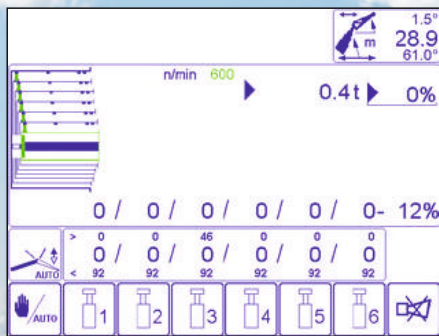 1.5°
m 28.9
61.0°
n/min 600
0.4t 0%
0 / 0 / 0 / 0 / 0 / 0- 12%
> 0 0 46 0 0 0
0 / 0 / 0 / 0 / 0 / 0
< 92 92 92 92 92 92
AUTO
/AUTO 1 2 3 4 5 6